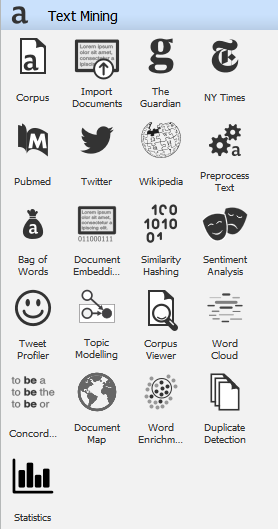 a Text Mining
a
Lorem ipsum
olor sit amet,
consectetur a
g
T
Corpus
Import
Documents
The
Guardian
NY Times
M
a
Pubmed
Twitter
Wikipedia
Preprocess
Text
a
Lorem ipsum
dolor sit amet,
consectetur a
011000111
100
1010
01
Bag of
Words
Document
Embeddi...
Similarity
Hashing
Sentiment
Analysis
Tweet
Profiler
Topic
Modelling
Corpus
Viewer
Word
Cloud
to be a
to be the
to be or
Concord...
Document
Map
Word
Enrichm...
Duplicate
Detection
Statistics